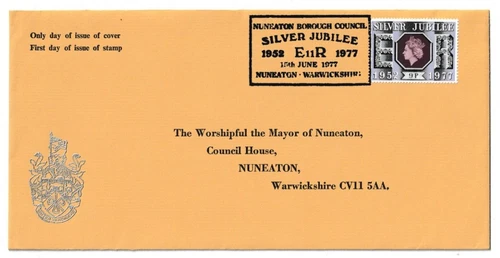 Only day of issue of cover
First day of issue of stamp
NUNEATON BOROUGH COUNCIL
SILVER JUBILEE
1952 EIIR 1977
15th JUNE 1977
NUNEATON - WARWICKSHIRE
SILVER JUBILEE
E R
1952 9P 1977
The Worshipful the Mayor of Nuneaton,
Council House,
NUNEATON,
Warwickshire CV11 5AA.